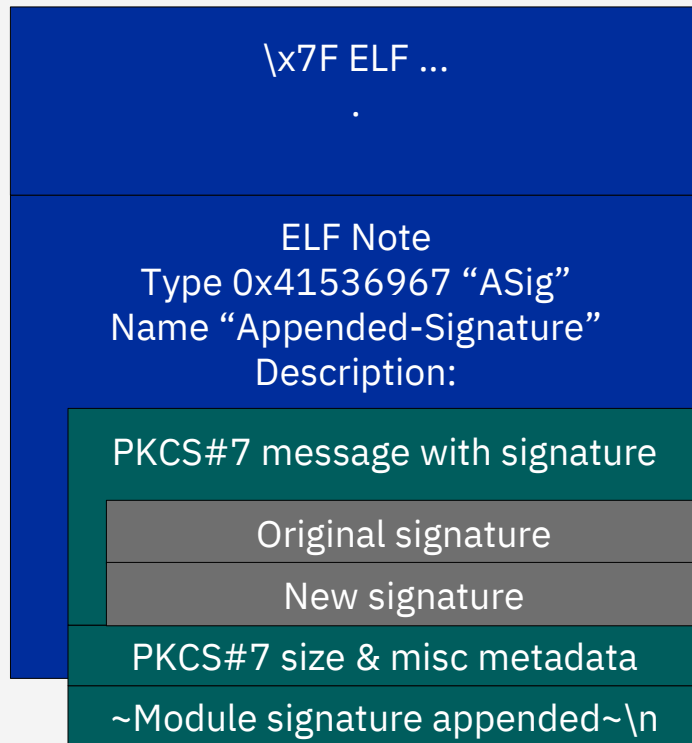 \x7F ELF ...
.
ELF Note
Type 0x41536967 “ASig”
Name “Appended-Signature”
Description:
PKCS#7 message with signature
Original signature
New signature
PKCS#7 size & misc metadata
~Module signature appended~\n